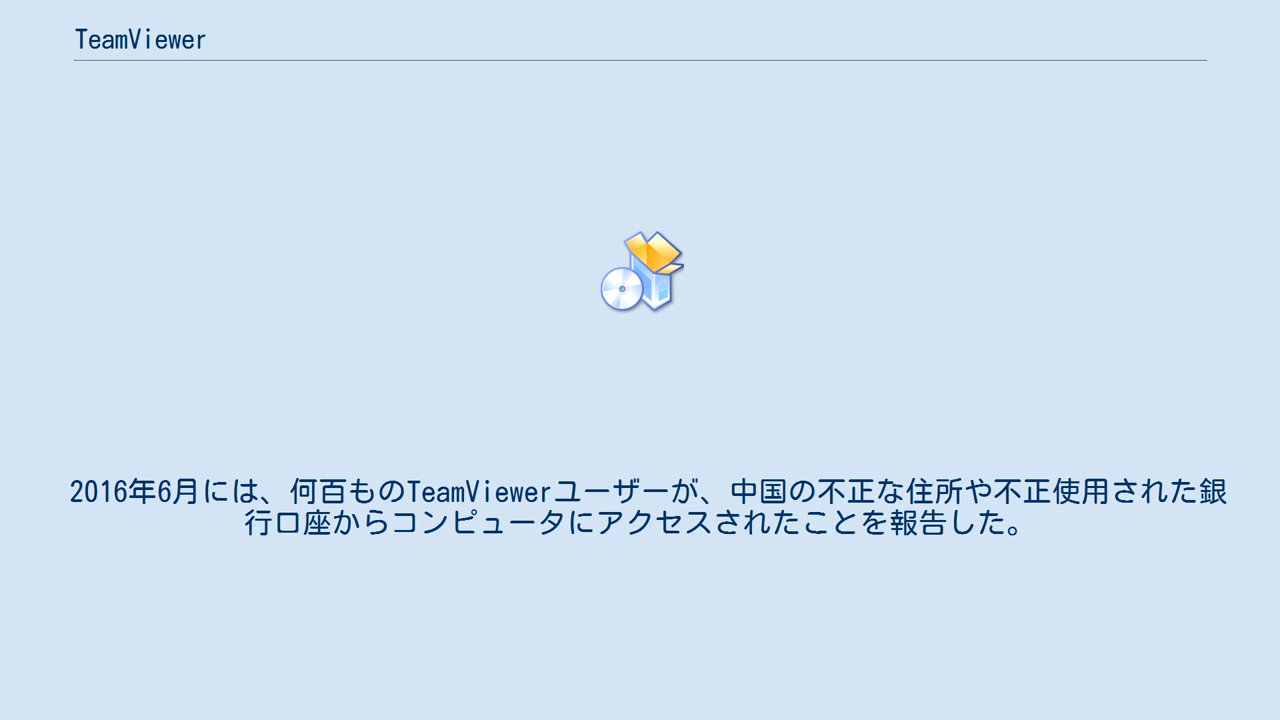 TeamViewer
2016年6月には、何百ものTeamViewerユーザーが、中国の不正な住所や不正使用された銀
行口座からコンピュータにアクセスされたことを報告した。